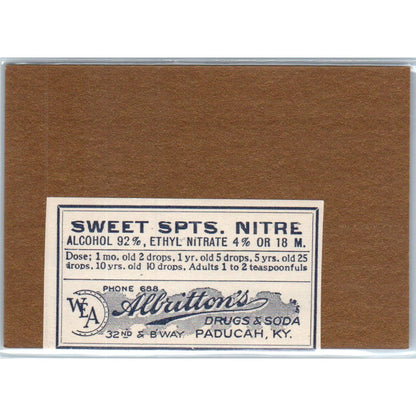 SWEET SPTS. NITRE
ALCOHOL 92%, ETHYL NITRATE 4% OR 18 M.
Dose; 1 mo. old 2 drops, 1 yr. old 5 drops, 5 yrs. old 25
drops, 10 yrs. old 10 drops. Adults 1 to 2 teaspoonfuls
PHONE 688
WEA
Albritton's
DRUGS & SODA
32ND & B'WAY PADUCAH, KY.